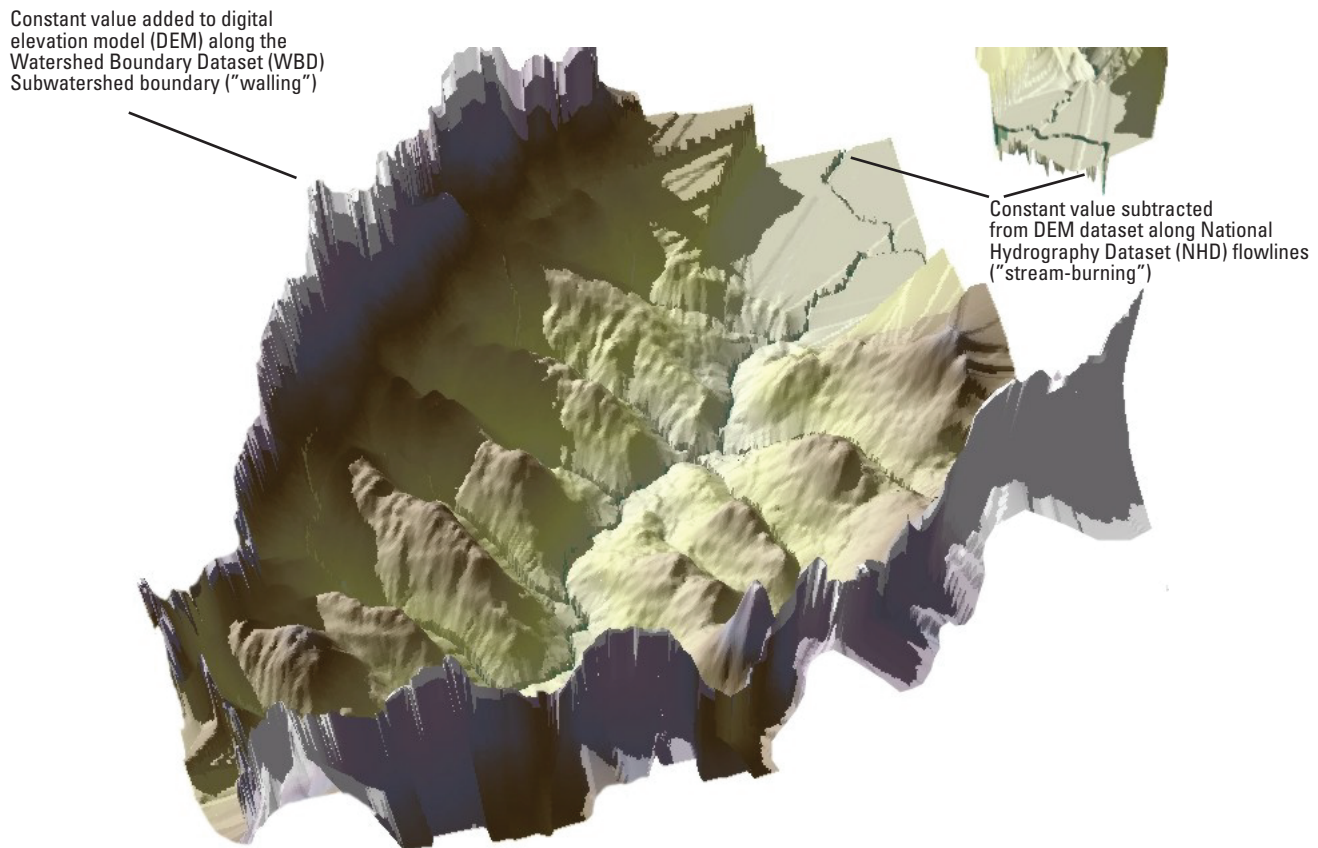 Constant value added to digital
elevation model (DEM) along the
Watershed Boundary Dataset (WBD)
Subwatershed boundary (”walling”)
Constant value subtracted
from DEM dataset along National
Hydrography Dataset (NHD) flowlines
(”stream-burning”)